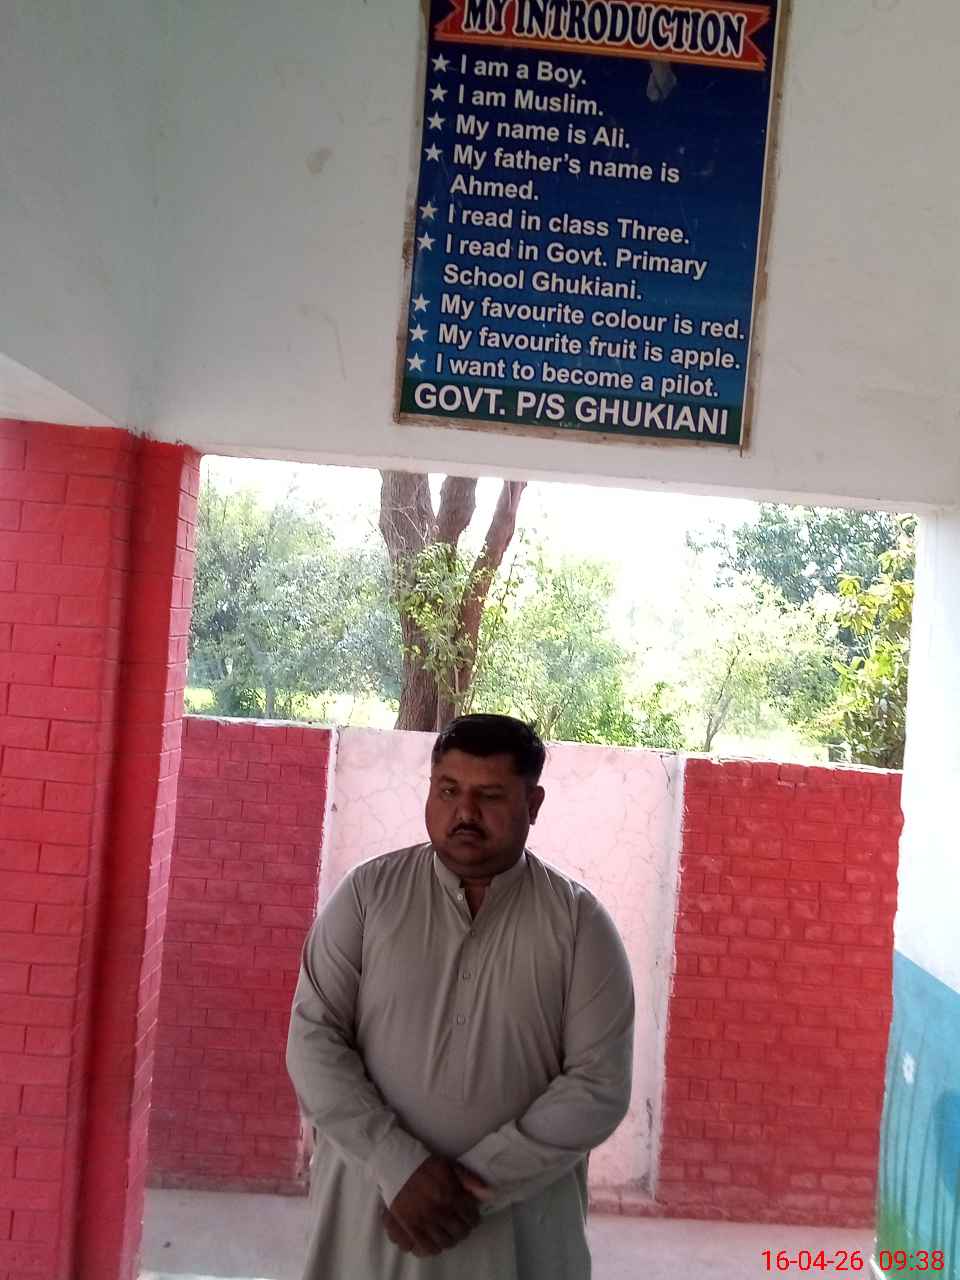 MY INTRODUCTION
★ I am a Boy.
★ I am Muslim.
★ My name is Ali.
★ My father's name is
Ahmed.
★ I read in class Three.
★ I read in Govt. Primary
School Ghukiani.
★ My favourite colour is red.
★ My favourite fruit is apple.
★ I want to become a pilot.
GOVT. P/S GHUKIANI
16-04-26 09:38